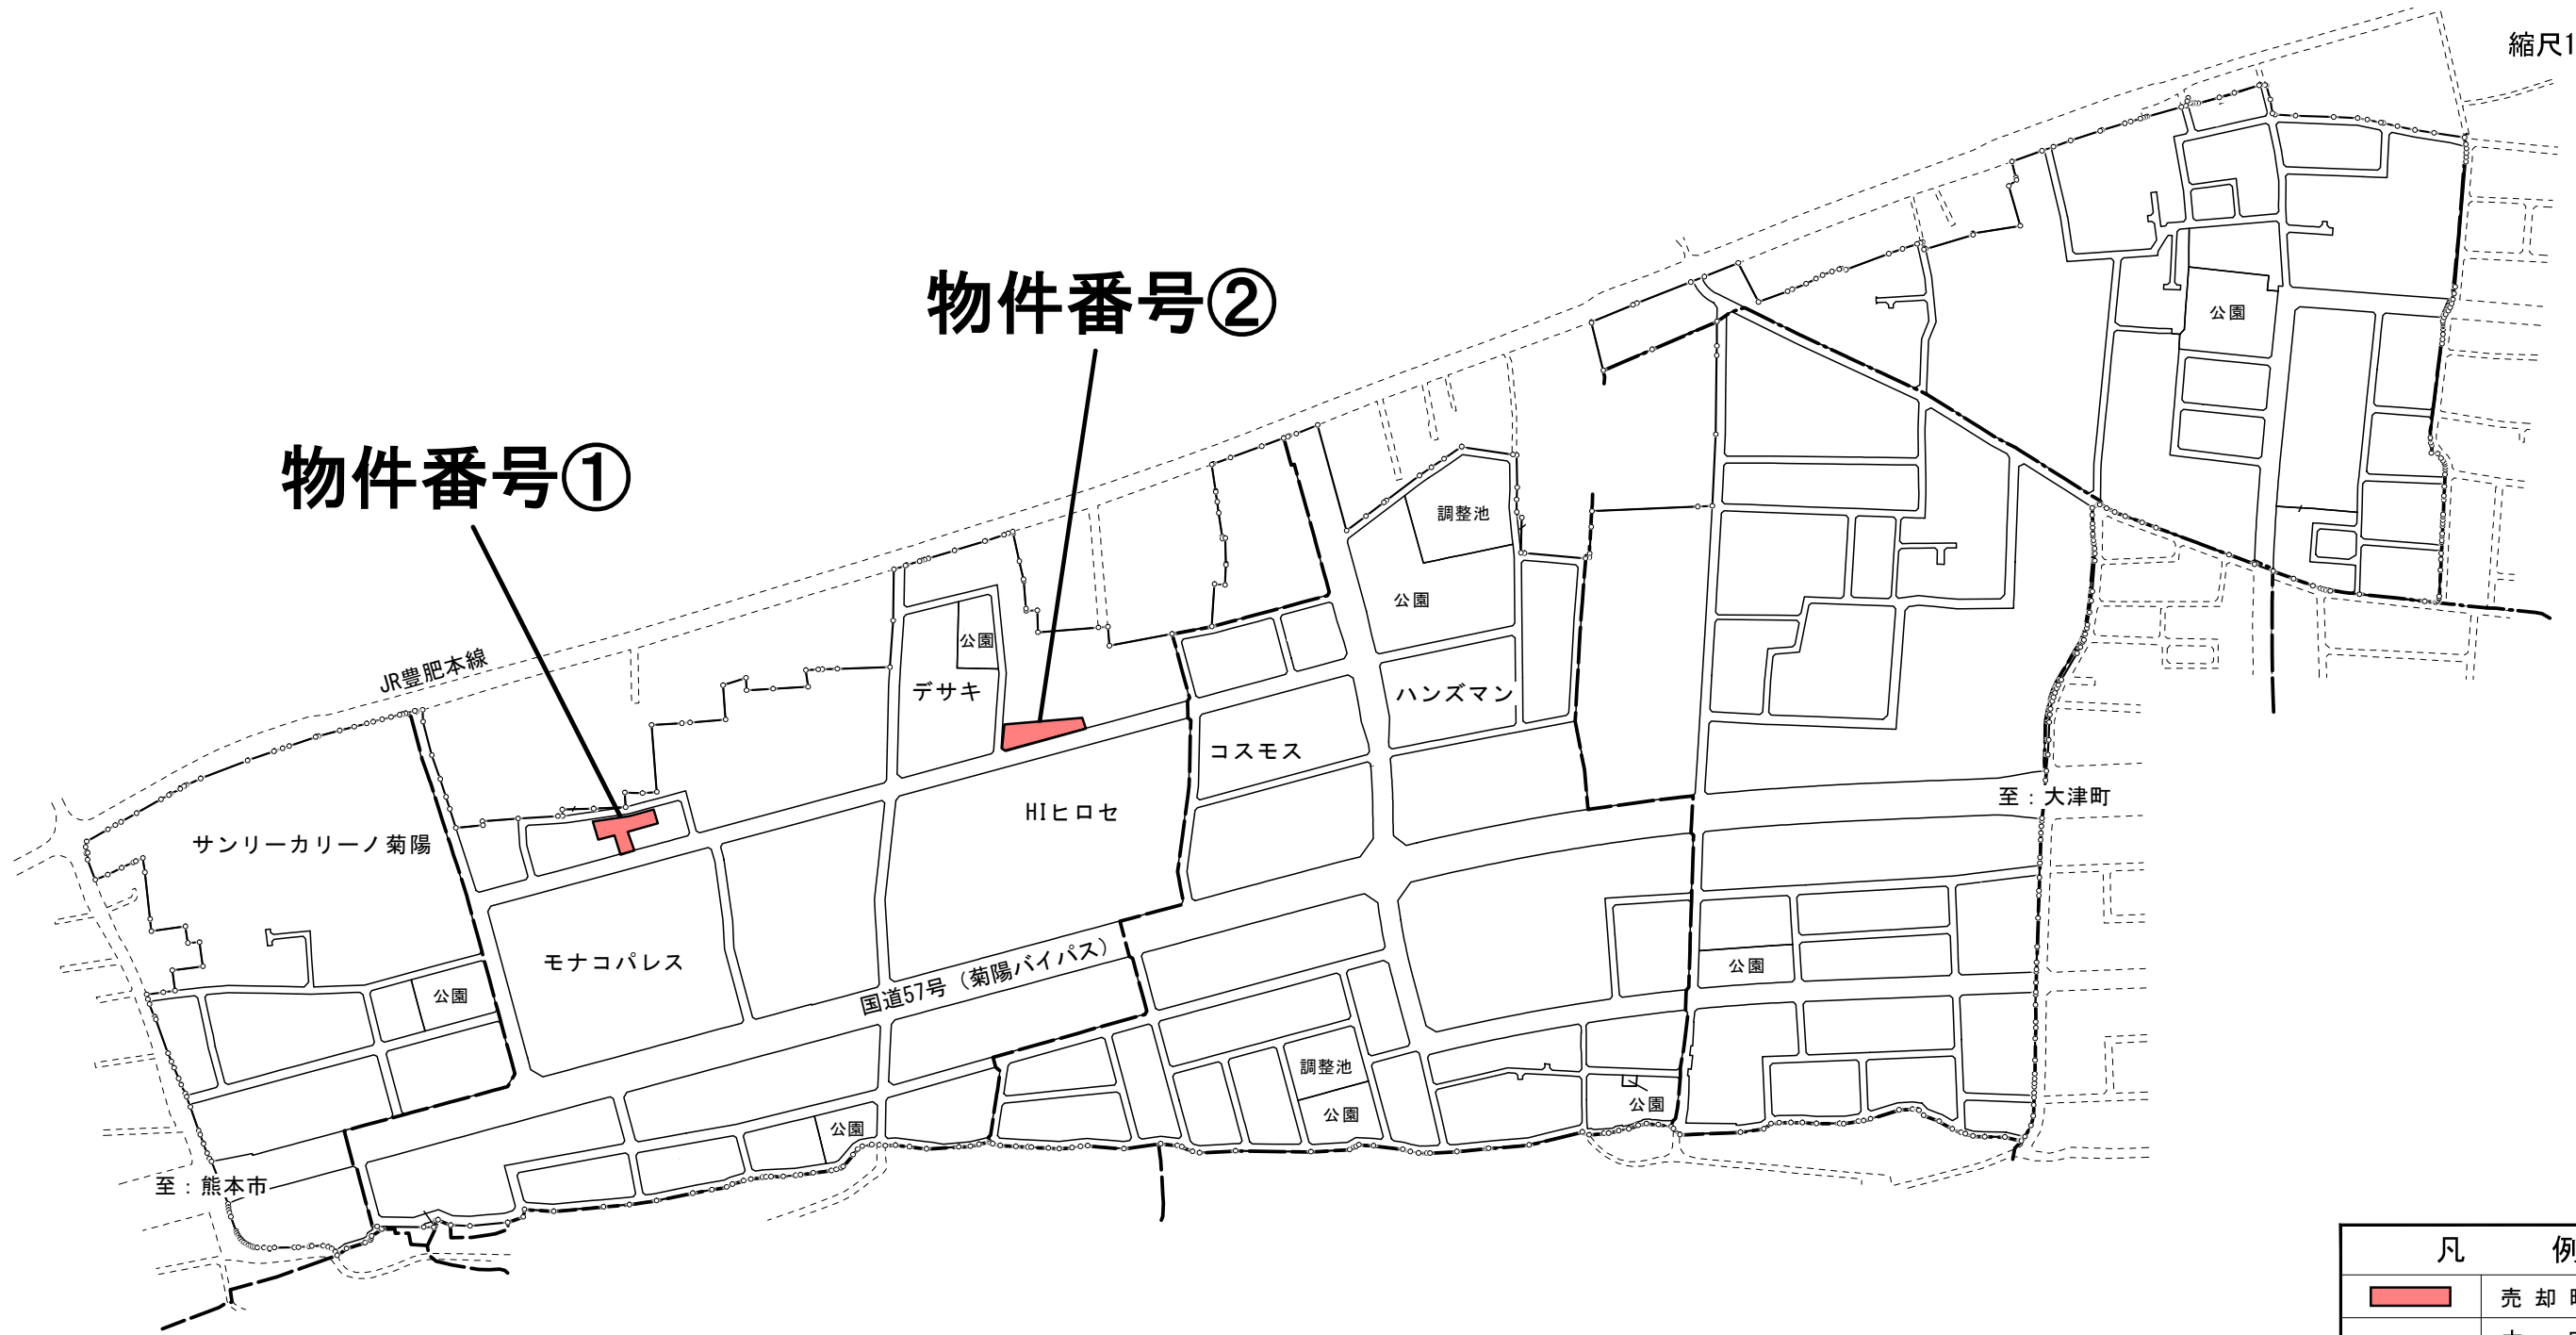 縮尺1
物件番号②
公園
物件番号①
調整池
公園
公園
JR豊肥本線
デサキ
ハンズマン
コスモス
至：大津町
HIヒロセ
サンリーカリーノ菊陽
モナコパレス
公園
国道57号（菊陽バイパス）
公園
調整池
公園
公園
公園
至：熊本市
凡 例
売 却